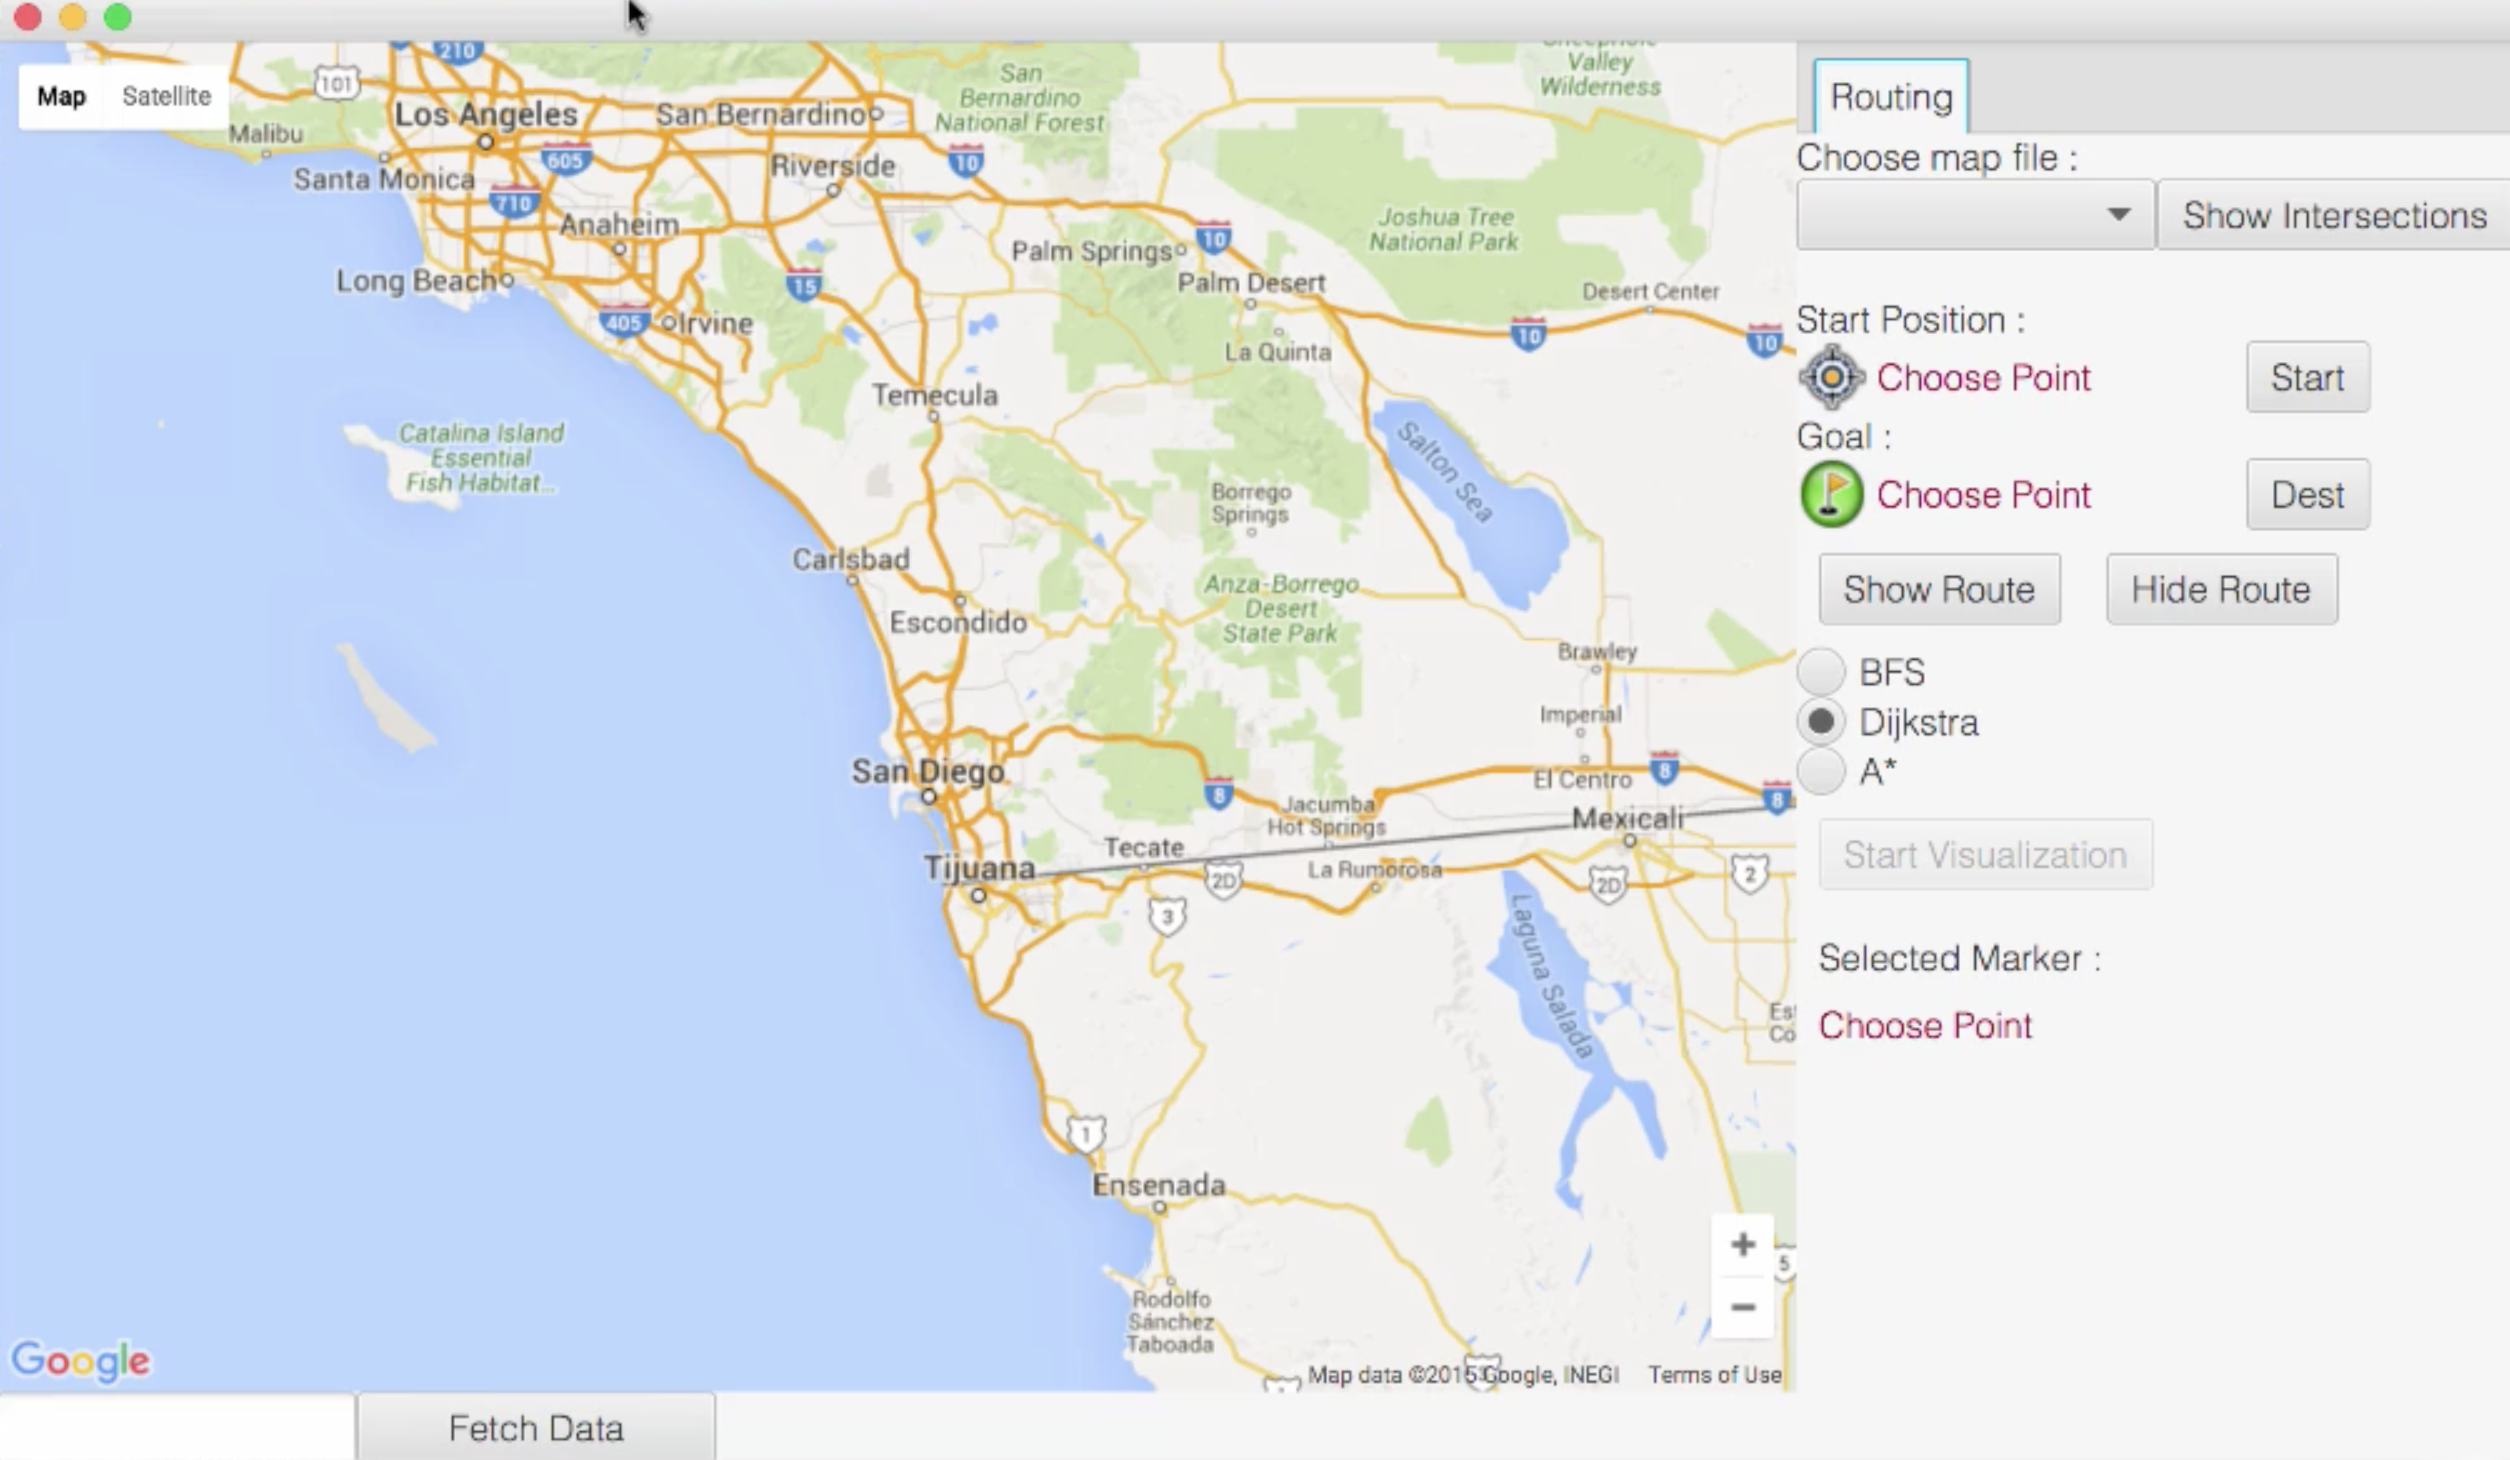 210
101
Map
Satellite
Los Angeles
San Bernardino
San
Bernardino
National Forest
Valley
Wilderness
Malibu
605
10
Santa Monica
710
Riverside
Anaheim
Joshua Tree
National Park
Palm Springs
10
Long Beach
15
Palm Desert
Desert Center
405
Irvine
10
10
La Quinta
Temecula
Catalina Island
Essential
Fish Habitat...
Salton Sea
Borrego
Springs
Carlsbad
Anza-Borrego
Desert
State Park
Escondido
Brawley
Imperial
San Diego
8
El Centro
8
8
Jacumba
Hot Springs
Mexicali
Tijuana
Tecate
2D
La Rumorosa
2D
2
3
Laguna Salada
Es
Co
1
Ensenada
5
Rodolfo
Sánchez
Taboada
Google
Map data ©2015 Google, INEGI
Terms of Use
Fetch Data
Routing
Choose map file :
Show Intersections
Start Position :
Choose Point
Start
Goal :
Choose Point
Dest
Show Route
Hide Route
BFS
Dijkstra
A*
Start Visualization
Selected Marker :
Choose Point